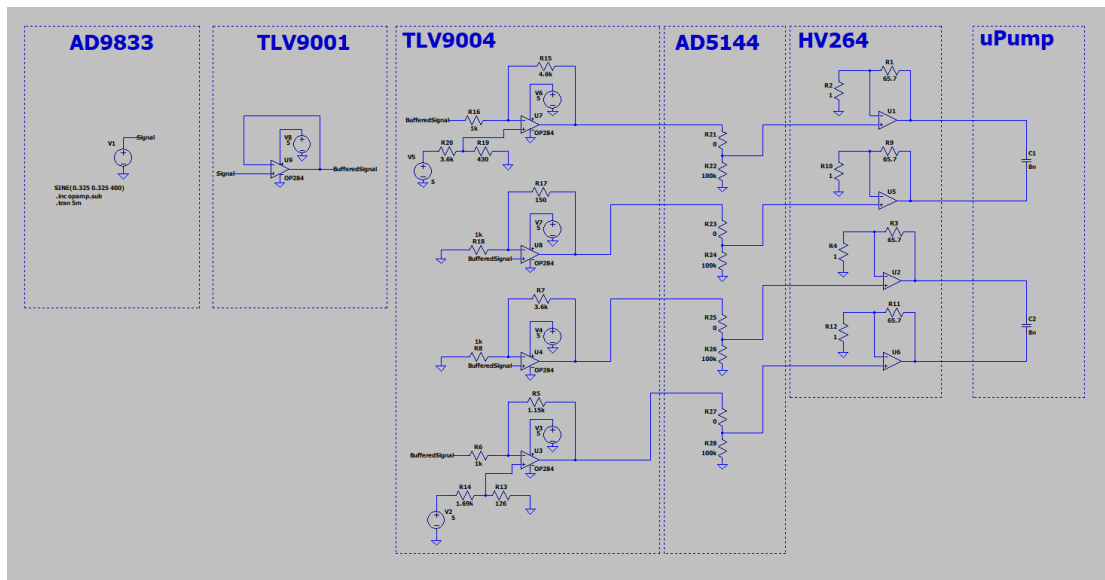 AD9833
TLV9001
TLV9004
AD5144
HV264
uPump
V1
Signal
SINE(0.325 0.325 400)
.inc opamp.sub
.tran 5m
Signal
V8
5
U9
OP284
BufferedSignal
R15
4.6k
V6
5
U7
OP284
BufferedSignal
R16
1k
R20
3.6k
R19
430
V5
5
R17
150
V7
5
U8
OP284
1k
R18
BufferedSignal
R7
3.6k
V4
5
U4
OP284
1k
R8
BufferedSignal
R5
1.15k
V3
5
U3
OP284
BufferedSignal
R6
1k
R14
1.69k
R13
126
V2
5
R21
0
R22
100k
R23
0
R24
100k
R25
0
R26
100k
R27
0
R28
100k
R1
65.7
R2
1
U1
R9
65.7
R10
1
U5
R3
65.7
R4
1
U2
R11
65.7
R12
1
U6
C1
8n
C2
8n